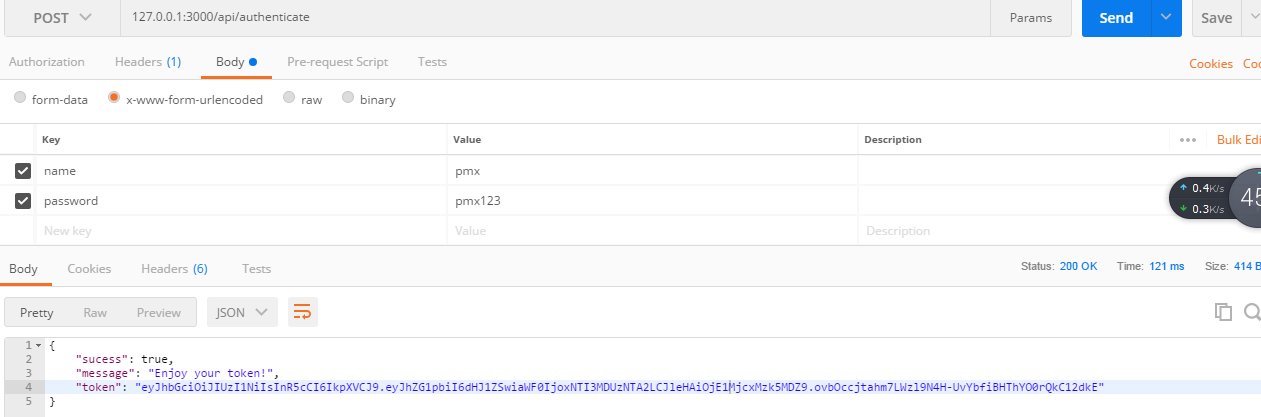 POST 127.0.0.1:3000/api/authenticate Params Send Save
Authorization Headers (1) Body Pre-request Script Tests Cookies
form-data x-www-form-urlencoded raw binary
Key Value Description Bulk Edi
name pmx
password pmx123
New key Value Description
0.4K/s
0.3K/s
45
Body Cookies Headers (6) Tests Status: 200 OK Time: 121 ms Size: 414 B
Pretty Raw Preview JSON
1 {
2 "sucess": true,
3 "message": "Enjoy your token!",
4 "token": "eyJhbGciOiJIUzI1NiIsInR5cCI6IkpXVCJ9.eyJhZG1pbiI6dHJ1ZSwiaWF0IjoxNTI3MDUzNTA2LCJleHAiOjE1MjcxMzk5MDZ9.ovbOccjtahm7LWzl9N4H-UvYbfiBHThYO0rQkC12dkE"
5 }